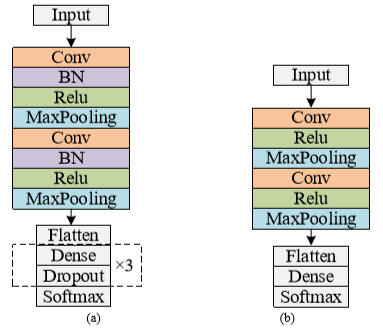 Input
Conv
BN
Relu
MaxPooling
Conv
BN
Relu
MaxPooling
Flatten
Dense
Dropout
×3
Softmax
(a)
Input
Conv
Relu
MaxPooling
Conv
Relu
MaxPooling
Flatten
Dense
Softmax
(b)